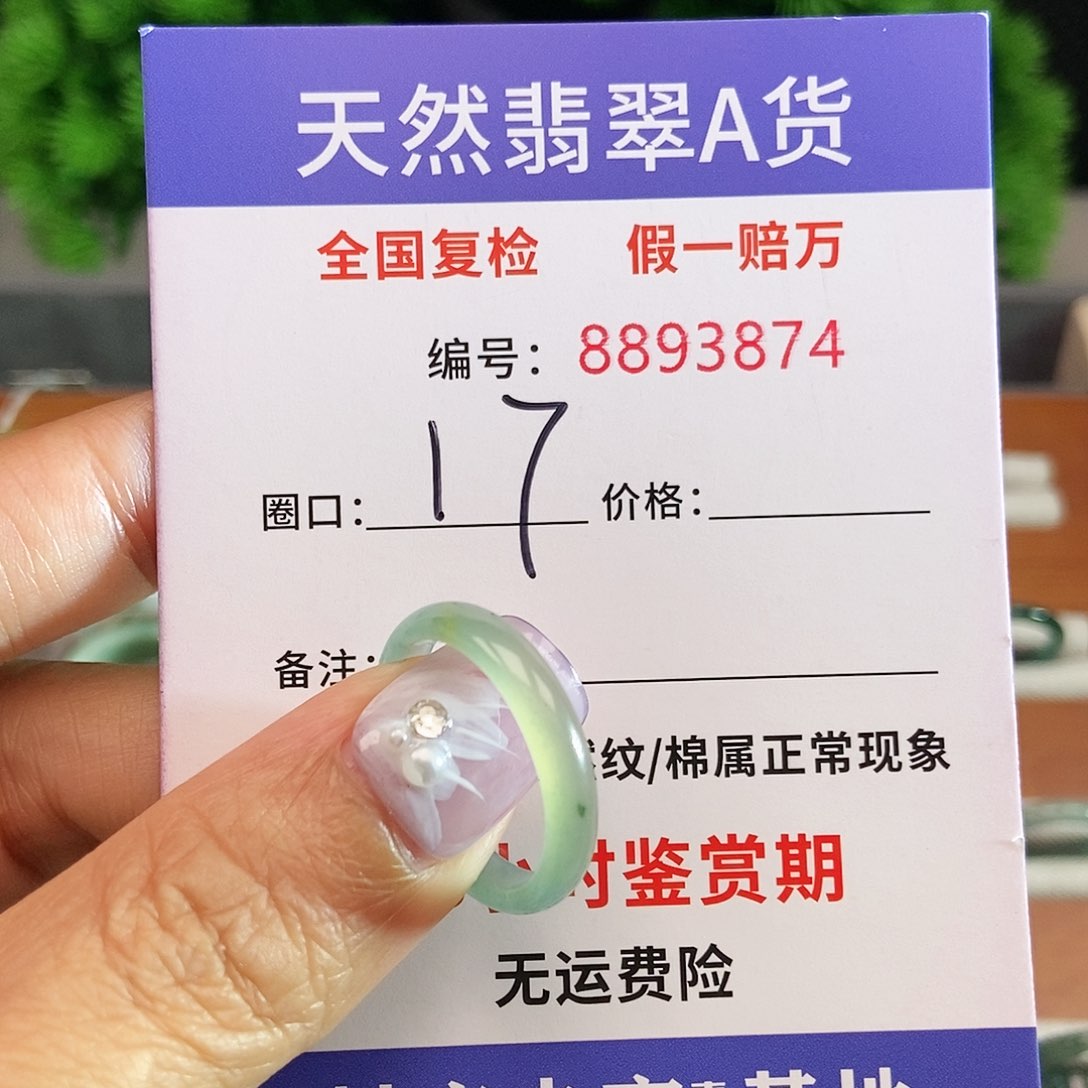 天然翡翠A货
全国复检 假一赔万
编号：8893874
圈口：17 价格：
备注：
纹/棉属正常现象
时鉴赏期
无运费险